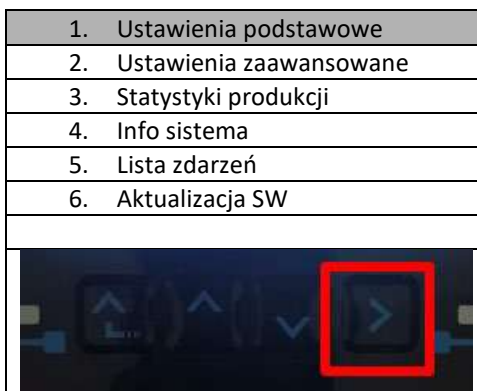 1. Ustawienia podstawowe
2. Ustawienia zaawansowane
3. Statystyki produkcji
4. Info sistema
5. Lista zdarzeń
6. Aktualizacja SW